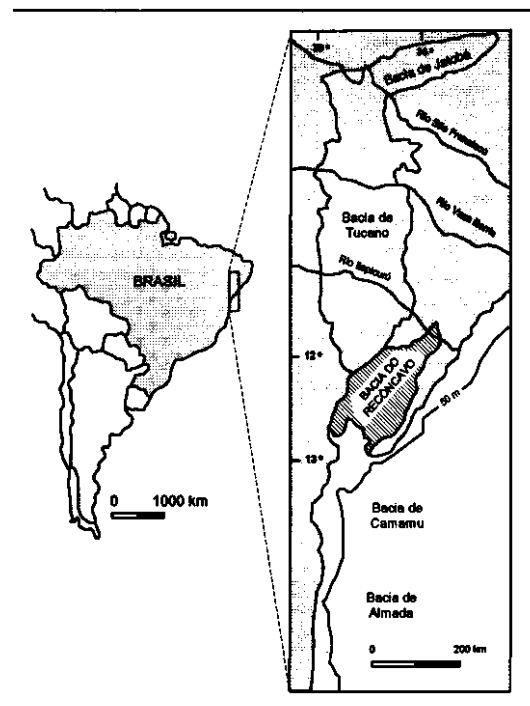 BRASIL
0 1000 km
39°
Bacia de Jatobá
Rio São Francisco
Rio Vaza Barris
Bacia de
Tucano
Rio Itapicuru
12°
BACIA DO
RECÔNCAVO
50 m
13°
Bacia de
Camamu
Bacia de
Almada
0 200 km